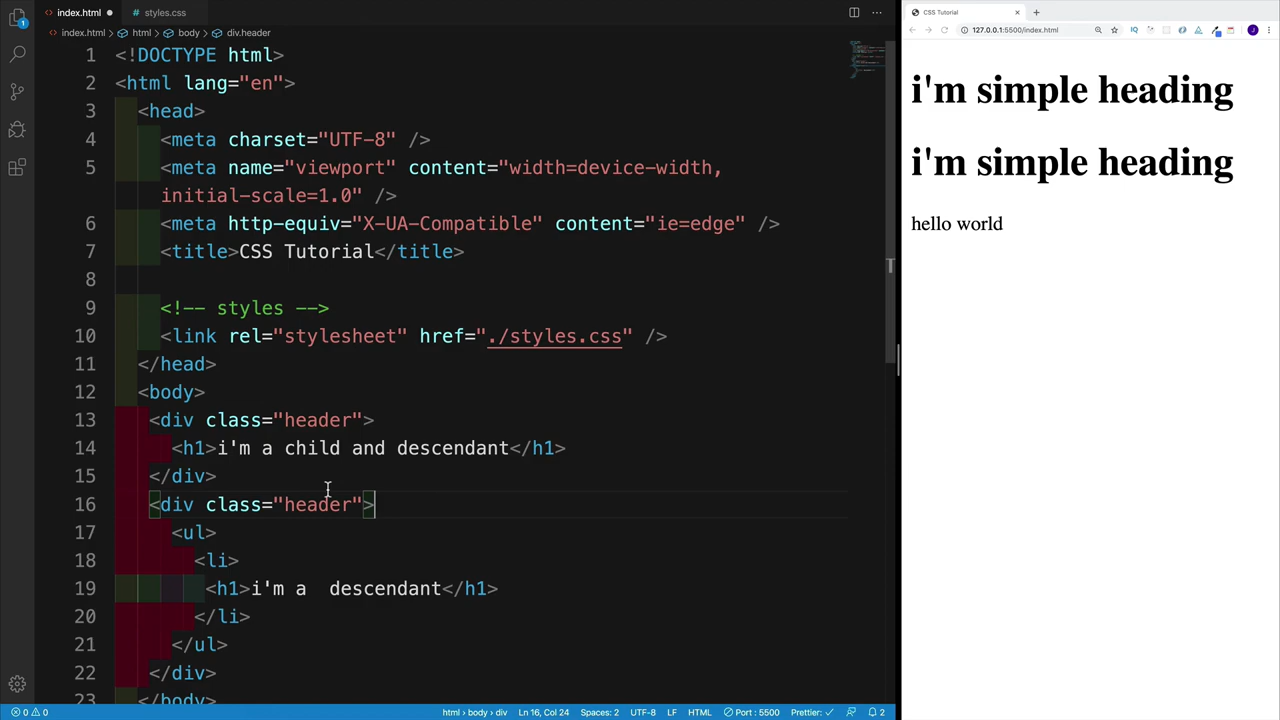 index.html
styles.css
index.html > html > body > div.header
1 <!DOCTYPE html>
2 <html lang="en">
3 <head>
4 <meta charset="UTF-8" />
5 <meta name="viewport" content="width=device-width,
initial-scale=1.0" />
6 <meta http-equiv="X-UA-Compatible" content="ie=edge" />
7 <title>CSS Tutorial</title>
8
9 <!-- styles -->
10 <link rel="stylesheet" href="./styles.css" />
11 </head>
12 <body>
13 <div class="header">
14 <h1>i'm a child and descendant</h1>
15 </div>
16 <div class="header">
17 <ul>
18 <li>
19 <h1>i'm a  descendant</h1>
20 </li>
21 </ul>
22 </div>
23 </body>
1
0 0 html > body > div Ln 16, Col 24 Spaces: 2 UTF-8 LF HTML Port : 5500 Prettier: ✓ 2
CSS Tutorial
127.0.0.1:5500/index.html
J
i'm simple heading
i'm simple heading
hello world